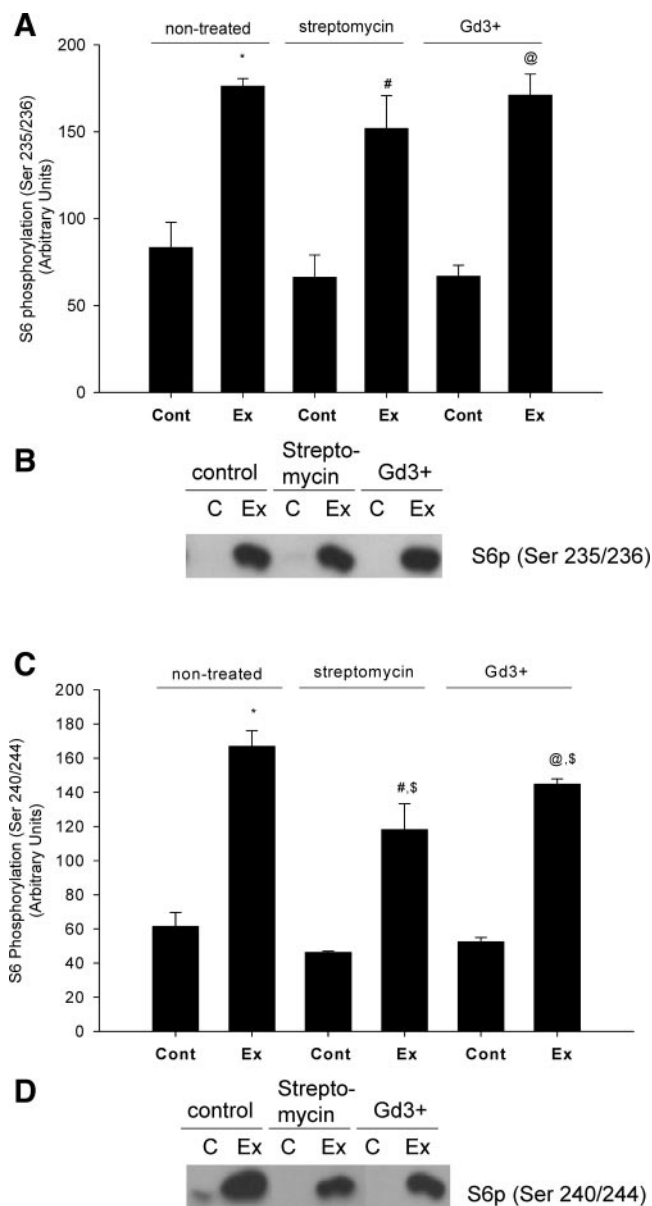 A
non-treated streptomycin Gd3+
* # @
S6 phosphorylation (Ser 235/236)
(Arbitrary Units)
200
150
100
50
0
Cont Ex Cont Ex Cont Ex
B
control Strepto-
mycin Gd3+
C Ex C Ex C Ex
S6p (Ser 235/236)
C
non-treated streptomycin Gd3+
* #,$ @,$
S6 Phosphorylation (Ser 240/244)
(Arbitrary Units)
200
180
160
140
120
100
80
60
40
20
0
Cont Ex Cont Ex Cont Ex
D
control Strepto-
mycin Gd3+
C Ex C Ex C Ex
S6p (Ser 240/244)